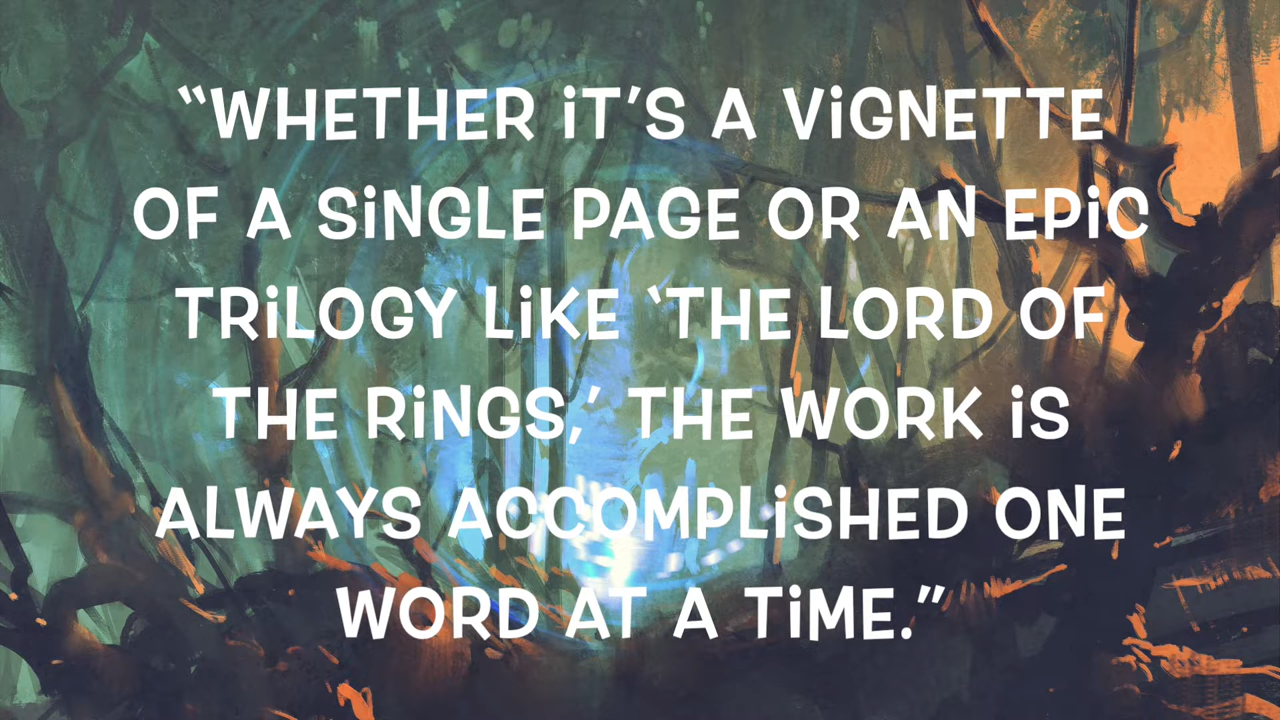 “WHETHER iT’S A ViGNETTE
OF A SiNGLE PAGE OR AN EPiC
TRiLOGY LiKE ‘THE LORD OF
THE RiNGS,’ THE WORK iS
ALWAYS ACCOMPLiSHED ONE
WORD AT A TiME.”